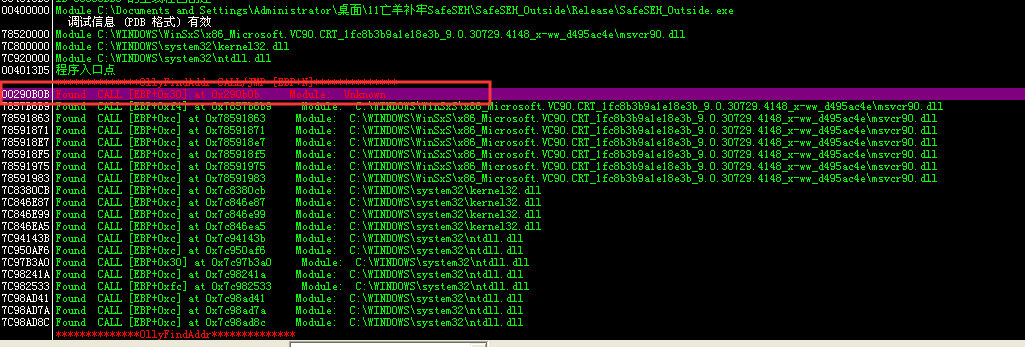 00400000 Module C:\Documents and Settings\Administrator\桌面\11亡羊补牢SafeSEH\SafeSEH_Outside\Release\SafeSEH_Outside.exe
调试信息 (PDB 格式) 有效
78520000 Module C:\WINDOWS\WinSxS\x86_Microsoft.VC90.CRT_1fc8b3b9a1e18e3b_9.0.30729.4148_x-ww_d495ac4e\msvcr90.dll
7C800000 Module C:\WINDOWS\system32\kernel32.dll
7C920000 Module C:\WINDOWS\system32\ntdll.dll
004013D5 程序入口点
**************OllyFindAddr CALL/JMP [EBP+N]**************
00290B0B Found CALL [EBP+0x30] at 0x290b0b Module: Unknown
7857B6B9 Found CALL [EBP+0xf4] at 0x7857b6b9 Module: C:\WINDOWS\WinSxS\x86_Microsoft.VC90.CRT_1fc8b3b9a1e18e3b_9.0.30729.4148_x-ww_d495ac4e\msvcr90.dll
78591863 Found CALL [EBP+0xc] at 0x78591863 Module: C:\WINDOWS\WinSxS\x86_Microsoft.VC90.CRT_1fc8b3b9a1e18e3b_9.0.30729.4148_x-ww_d495ac4e\msvcr90.dll
78591871 Found CALL [EBP+0xc] at 0x78591871 Module: C:\WINDOWS\WinSxS\x86_Microsoft.VC90.CRT_1fc8b3b9a1e18e3b_9.0.30729.4148_x-ww_d495ac4e\msvcr90.dll
785918E7 Found CALL [EBP+0xc] at 0x785918e7 Module: C:\WINDOWS\WinSxS\x86_Microsoft.VC90.CRT_1fc8b3b9a1e18e3b_9.0.30729.4148_x-ww_d495ac4e\msvcr90.dll
785918F5 Found CALL [EBP+0xc] at 0x785918f5 Module: C:\WINDOWS\WinSxS\x86_Microsoft.VC90.CRT_1fc8b3b9a1e18e3b_9.0.30729.4148_x-ww_d495ac4e\msvcr90.dll
78591975 Found CALL [EBP+0xc] at 0x78591975 Module: C:\WINDOWS\WinSxS\x86_Microsoft.VC90.CRT_1fc8b3b9a1e18e3b_9.0.30729.4148_x-ww_d495ac4e\msvcr90.dll
78591983 Found CALL [EBP+0xc] at 0x78591983 Module: C:\WINDOWS\WinSxS\x86_Microsoft.VC90.CRT_1fc8b3b9a1e18e3b_9.0.30729.4148_x-ww_d495ac4e\msvcr90.dll
7C8380CB Found CALL [EBP+0xc] at 0x7c8380cb Module: C:\WINDOWS\system32\kernel32.dll
7C846E87 Found CALL [EBP+0xc] at 0x7c846e87 Module: C:\WINDOWS\system32\kernel32.dll
7C846E99 Found CALL [EBP+0xc] at 0x7c846e99 Module: C:\WINDOWS\system32\kernel32.dll
7C846EA5 Found CALL [EBP+0xc] at 0x7c846ea5 Module: C:\WINDOWS\system32\kernel32.dll
7C94143B Found CALL [EBP+0xc] at 0x7c94143b Module: C:\WINDOWS\system32\ntdll.dll
7C950AF6 Found CALL [EBP+0xc] at 0x7c950af6 Module: C:\WINDOWS\system32\ntdll.dll
7C97B3A0 Found CALL [EBP+0x30] at 0x7c97b3a0 Module: C:\WINDOWS\system32\ntdll.dll
7C98241A Found CALL [EBP+0xc] at 0x7c98241a Module: C:\WINDOWS\system32\ntdll.dll
7C982533 Found CALL [EBP+0xfc] at 0x7c982533 Module: C:\WINDOWS\system32\ntdll.dll
7C98AD41 Found CALL [EBP+0xc] at 0x7c98ad41 Module: C:\WINDOWS\system32\ntdll.dll
7C98AD7A Found CALL [EBP+0xc] at 0x7c98ad7a Module: C:\WINDOWS\system32\ntdll.dll
7C98AD8C Found CALL [EBP+0xc] at 0x7c98ad8c Module: C:\WINDOWS\system32\ntdll.dll
**************OllyFindAddr**************